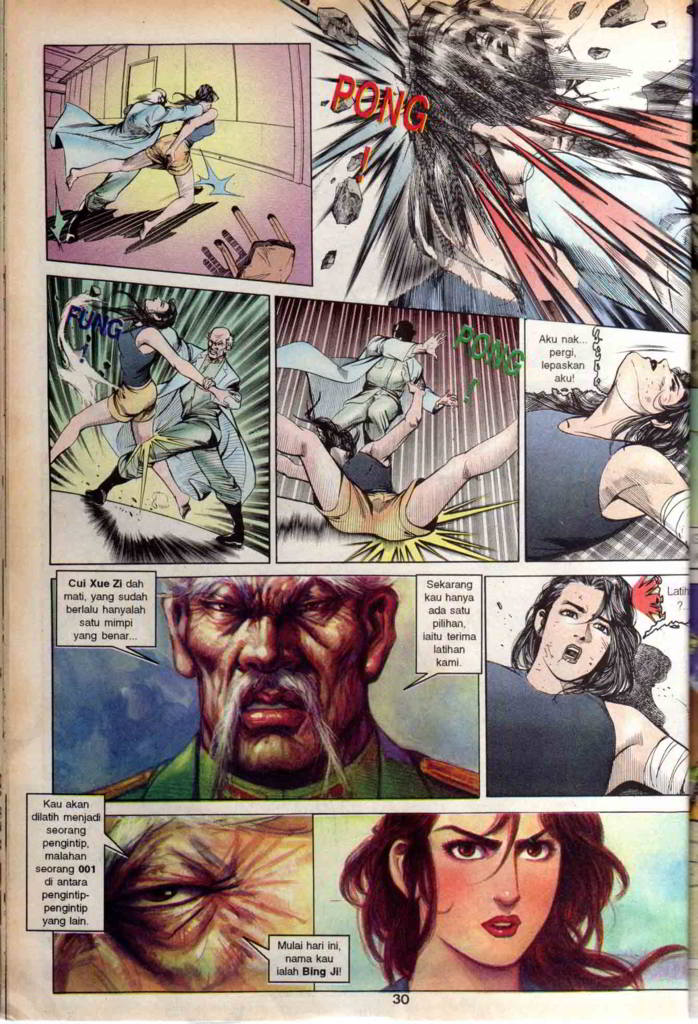 PONG
!
FUNG
!
PONG
!
Aku nak...
pergi,
lepaskan
aku!
Cui Xue Zi dah
mati, yang sudah
berlalu hanyalah
satu mimpi
yang benar...
Sekarang
kau hanya
ada satu
pilihan,
iaitu terima
latihan
kami.
Latih
?..
Kau akan
dilatih menjadi
seorang
pengintip,
malahan
seorang 001
di antara
pengintip-
pengintip
yang lain.
Mulai hari ini,
nama kau
ialah Bing Ji!
30